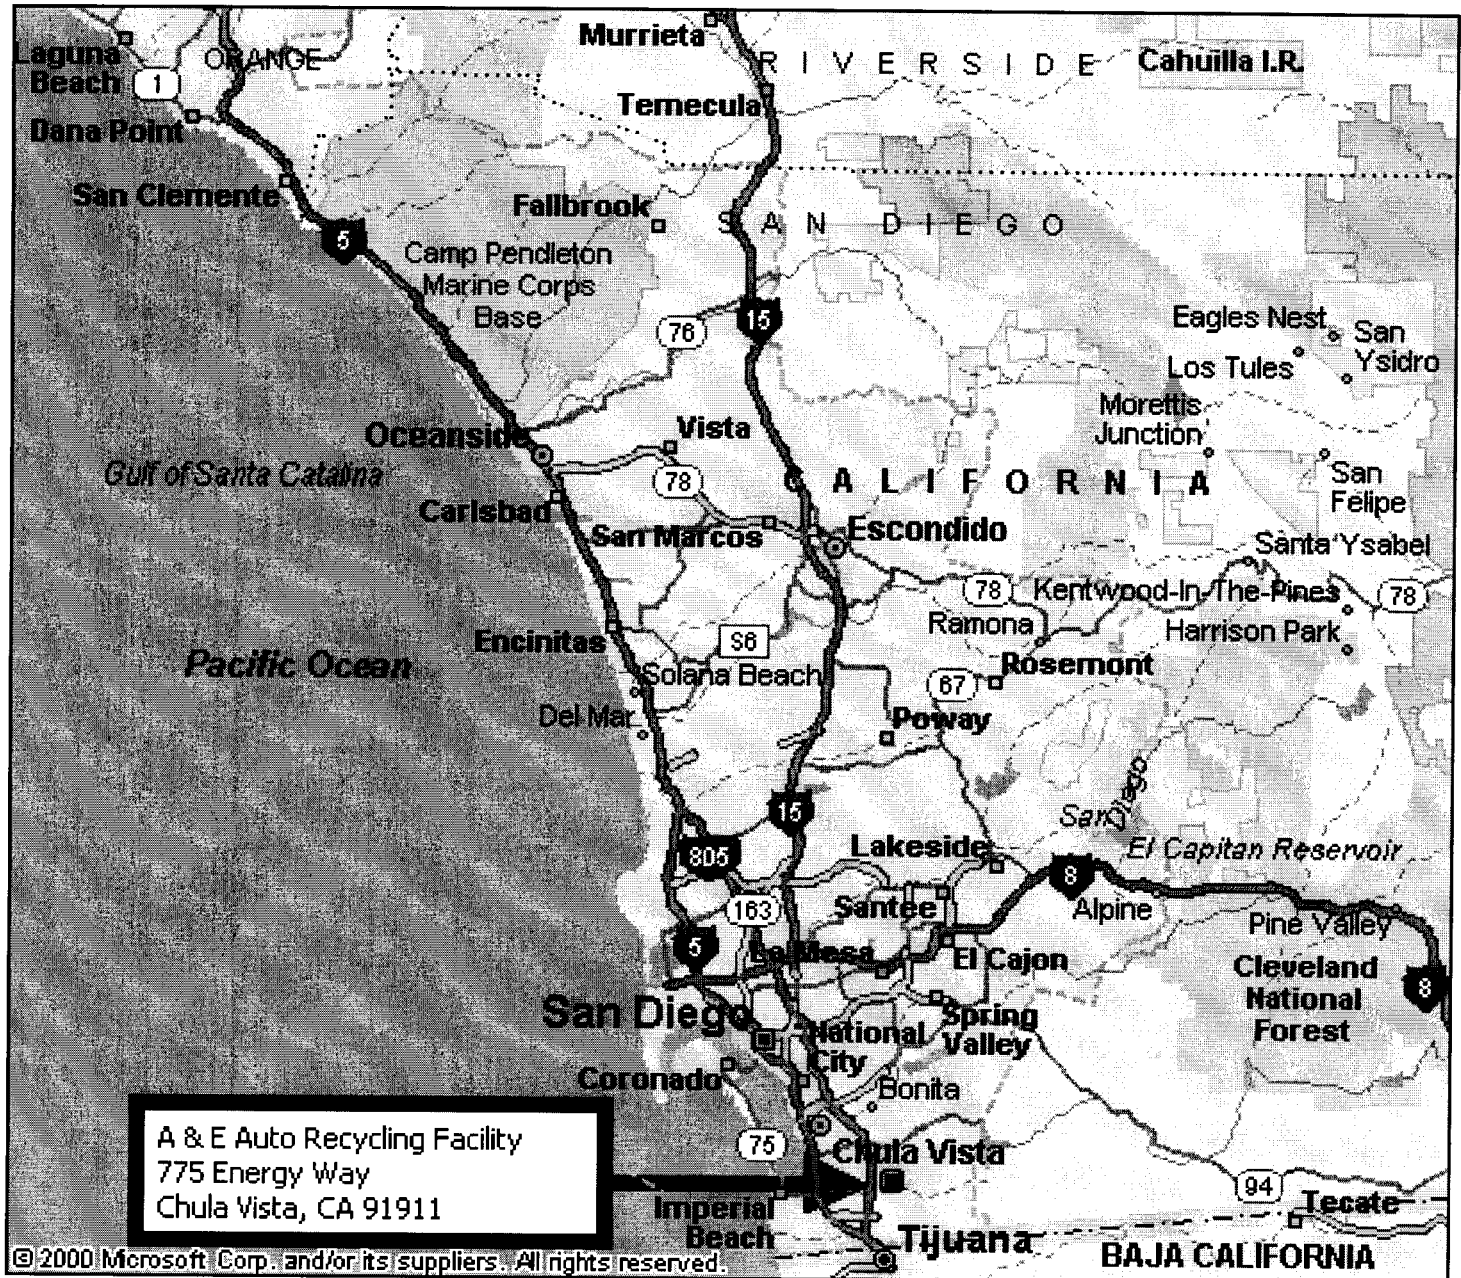 Murrieta
Laguna
Beach
ORANGE
1
RIVERSIDE
Cahuilla I.R.
Temecula
Dana Point
San Clemente
Fallbrook
SAN DIEGO
5
Camp Pendleton
Marine Corps
Base
76
15
Eagles Nest
San
Ysidro
Los Tules
Morettis
Junction
Oceanside
Vista
Gulf of Santa Catalina
78
CALIFORNIA
San
Felipe
Carlsbad
San Marcos
Escondido
Santa Ysabel
78
Kentwood-In-The-Pines
78
Ramona
Harrison Park
Encinitas
S6
Pacific Ocean
Solana Beach
Rosemont
67
Del Mar
Poway
15
San Diego
805
Lakeside
El Capitan Reservoir
8
163
Santee
Alpine
Pine Valley
5
La Mesa
El Cajon
Cleveland
National
Forest
8
San Diego
National
City
Spring
Valley
Coronado
Bonita
A & E Auto Recycling Facility
775 Energy Way
Chula Vista, CA 91911
75
Chula Vista
94
Imperial
Beach
Tecate
Tijuana
BAJA CALIFORNIA
© 2000 Microsoft Corp. and/or its suppliers. All rights reserved.